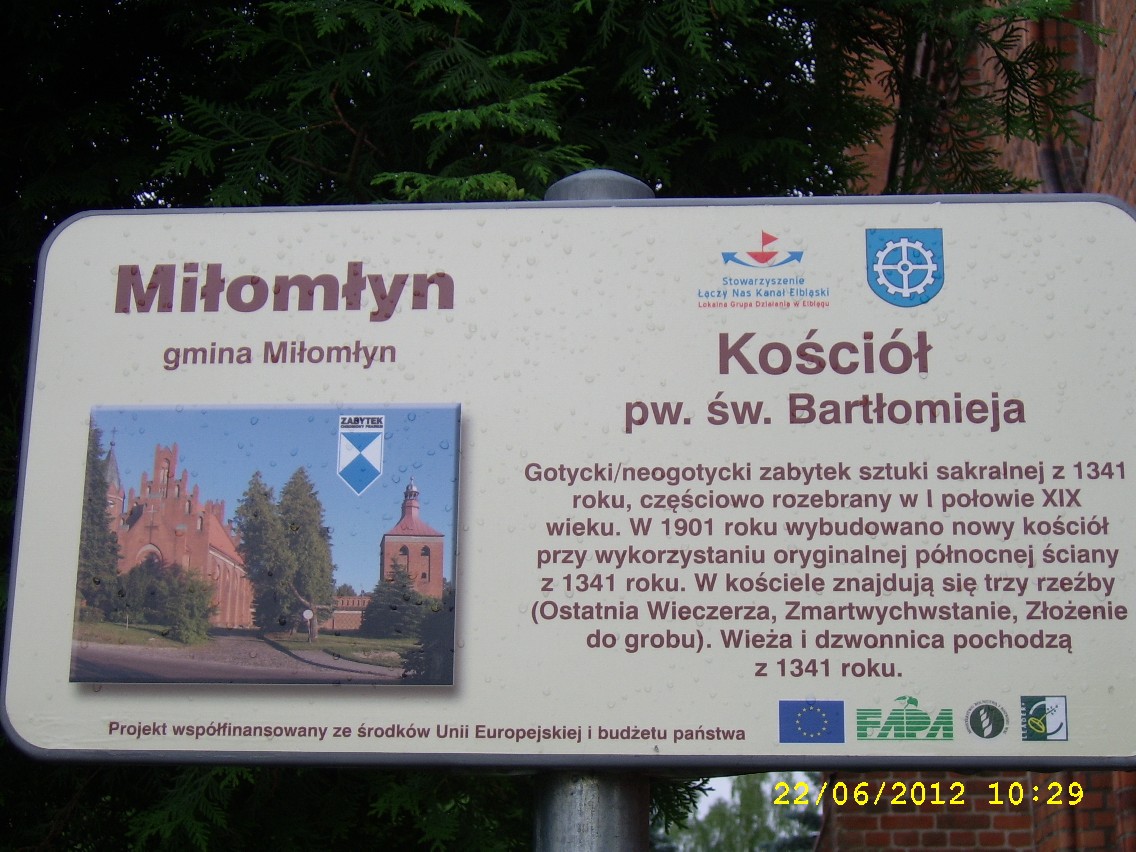 Miłomłyn
gmina Miłomłyn
ZABYTEK
Stowarzyszenie
Łączy Nas Kanał Elbląski
Lokalna Grupa Działania w Elblągu
Kościół
pw. św. Bartłomieja
Gotycki/neogotycki zabytek sztuki sakralnej z 1341
roku, częściowo rozebrany w I połowie XIX
wieku. W 1901 roku wybudowano nowy kościół
przy wykorzystaniu oryginalnej północnej ściany
z 1341 roku. W kościele znajdują się trzy rzeźby
(Ostatnia Wieczerza, Zmartwychwstanie, Złożenie
do grobu). Wieża i dzwonnica pochodzą
z 1341 roku.
Projekt współfinansowany ze środków Unii Europejskiej i budżetu państwa
FAPA
22/06/2012 10:29